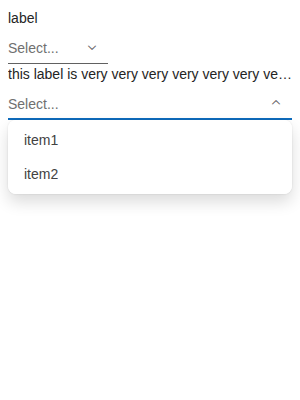 label
Select...
this label is very very very very very very ve…
Select...
item1
item2